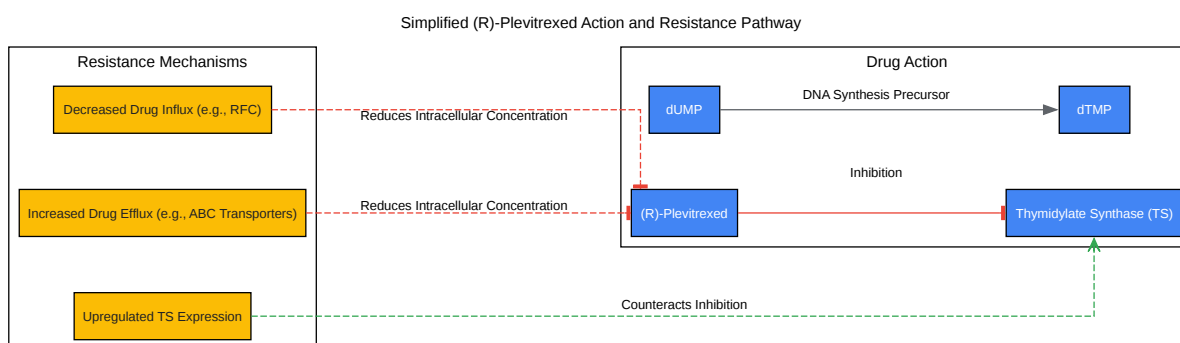 Simplified (R)-Plevitrexed Action and Resistance Pathway
Resistance Mechanisms
Decreased Drug Influx (e.g., RFC)
Reduces Intracellular Concentration
Increased Drug Efflux (e.g., ABC Transporters)
Reduces Intracellular Concentration
Upregulated TS Expression
Counteracts Inhibition
Drug Action
dUMP
DNA Synthesis Precursor
dTMP
Inhibition
(R)-Plevitrexed
Thymidylate Synthase (TS)